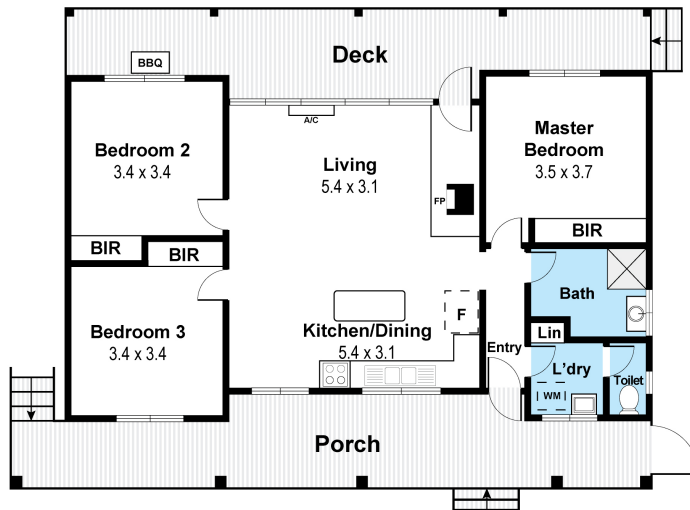 BBQ
Deck
A/C
Bedroom 2
3.4 x 3.4
Living
5.4 x 3.1
Master
Bedroom
3.5 x 3.7
FP
BIR
BIR
BIR
Bath
F
Bedroom 3
3.4 x 3.4
Kitchen/Dining
5.4 x 3.1
Lin
Entry
L'dry
Toilet
WM
Porch